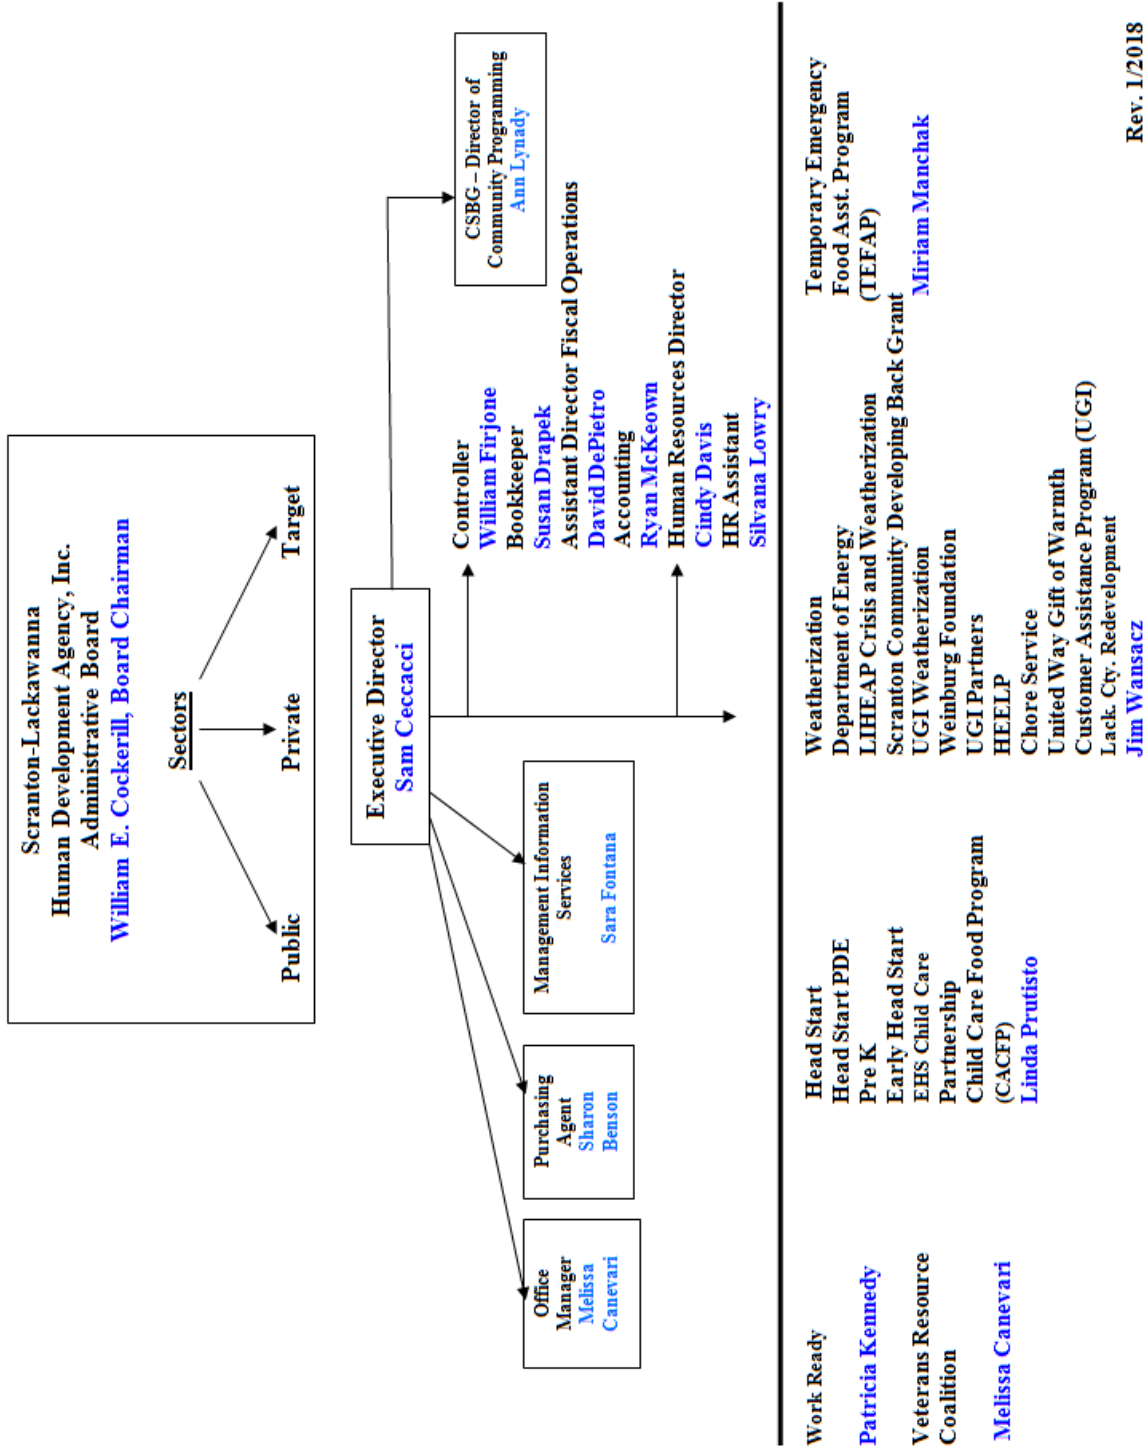 Scranton-Lackawanna
Human Development Agency, Inc.
Administrative Board
William E. Cockerill, Board Chairman
Sectors
Public
Private
Target
Executive Director
Sam Ceccacci
Office
Manager
Melissa
Canevari
Purchasing
Agent
Sharon
Benson
Management Information
Services
Sara Fontana
Controller
William Firjone
Bookkeeper
Susan Drapek
Assistant Director Fiscal Operations
David DePietro
Accounting
Ryan McKeown
Human Resources Director
Cindy Davis
HR Assistant
Silvana Lowry
CSBG – Director of
Community Programming
Ann Lynady
Work Ready
Patricia Kennedy
Veterans Resource
Coalition
Melissa Canevari
Head Start
Head Start PDE
Pre K
Early Head Start
EHS Child Care
Partnership
Child Care Food Program
(CACFP)
Linda Prutisto
Weatherization
Department of Energy
LIHEAP Crisis and Weatherization
Scranton Community Developing Back Grant
UGI Weatherization
Weinburg Foundation
UGI Partners
HEELP
Chore Service
United Way Gift of Warmth
Customer Assistance Program (UGI)
Lack. Cty. Redevelopment
Jim Wansacz
Temporary Emergency
Food Asst. Program
(TEFAP)
Miriam Manchak
Rev. 1/2018